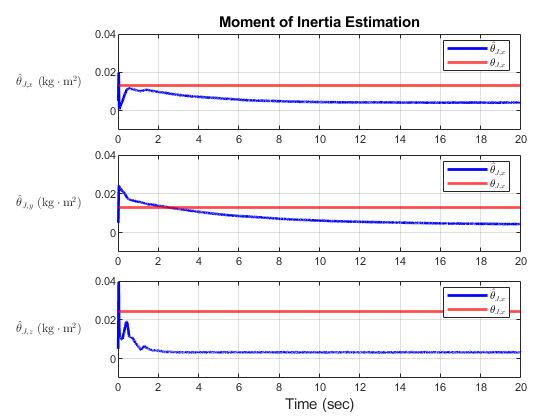 Moment of Inertia Estimation
0.04
0.02
0
θ̂_{J,x} (kg · m²)
θ̂_{J,x}
θ_{J,x}
0 2 4 6 8 10 12 14 16 18 20
0.04
0.02
0
θ̂_{J,y} (kg · m²)
θ̂_{J,x}
θ_{J,x}
0 2 4 6 8 10 12 14 16 18 20
0.04
0.02
0
θ̂_{J,z} (kg · m²)
θ̂_{J,x}
θ_{J,x}
0 2 4 6 8 10 12 14 16 18 20
Time (sec)